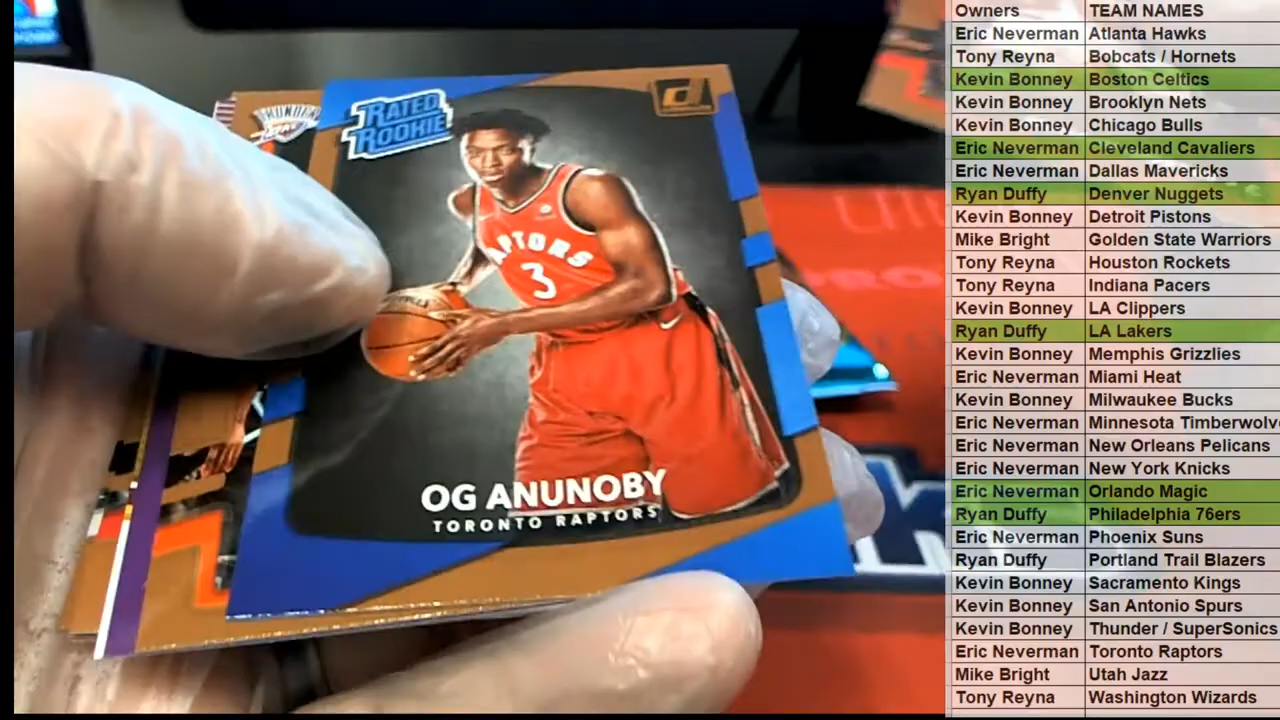 RATED
ROOKIE
THUNDER
RAPTORS
3
OG ANUNOBY
TORONTO RAPTORS
Owners TEAM NAMES
Eric Neverman Atlanta Hawks
Tony Reyna Bobcats / Hornets
Kevin Bonney Boston Celtics
Kevin Bonney Brooklyn Nets
Kevin Bonney Chicago Bulls
Eric Neverman Cleveland Cavaliers
Eric Neverman Dallas Mavericks
Ryan Duffy Denver Nuggets
Kevin Bonney Detroit Pistons
Mike Bright Golden State Warriors
Tony Reyna Houston Rockets
Tony Reyna Indiana Pacers
Kevin Bonney LA Clippers
Ryan Duffy LA Lakers
Kevin Bonney Memphis Grizzlies
Eric Neverman Miami Heat
Kevin Bonney Milwaukee Bucks
Eric Neverman Minnesota Timberwolve
Eric Neverman New Orleans Pelicans
Eric Neverman New York Knicks
Eric Neverman Orlando Magic
Ryan Duffy Philadelphia 76ers
Eric Neverman Phoenix Suns
Ryan Duffy Portland Trail Blazers
Kevin Bonney Sacramento Kings
Kevin Bonney San Antonio Spurs
Kevin Bonney Thunder / SuperSonics
Eric Neverman Toronto Raptors
Mike Bright Utah Jazz
Tony Reyna Washington Wizards